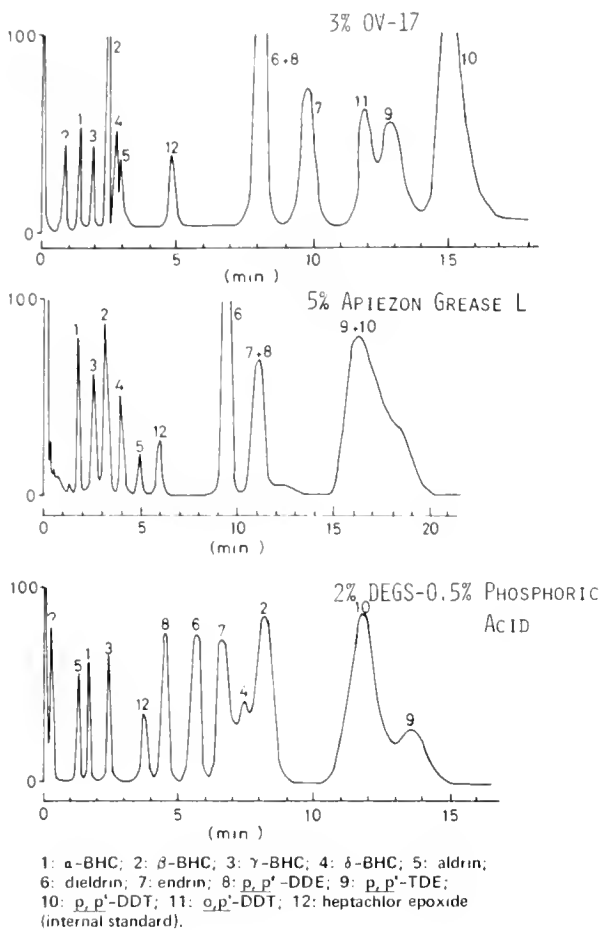 3% OV-17
100
2
6+8
10
7
11
9
1
4
?
3
5
12
0
0 5 10 15
(min)
5% APIEZON GREASE L
100
2
6
9+10
1
3
7+8
4
12
5
0
0 5 10 15 20
(min)
2% DEGS-0.5% PHOSPHORIC
ACID
100
?
5
1
3
12
8
6
7
4
2
10
9
0
0 5 10 15
(min)
1: α-BHC; 2: β-BHC; 3: γ-BHC; 4: δ-BHC; 5: aldrin;
6: dieldrin; 7: endrin; 8: p,p'-DDE; 9: p,p'-TDE;
10: p,p'-DDT; 11: o,p'-DDT; 12: heptachlor epoxide
(internal standard).